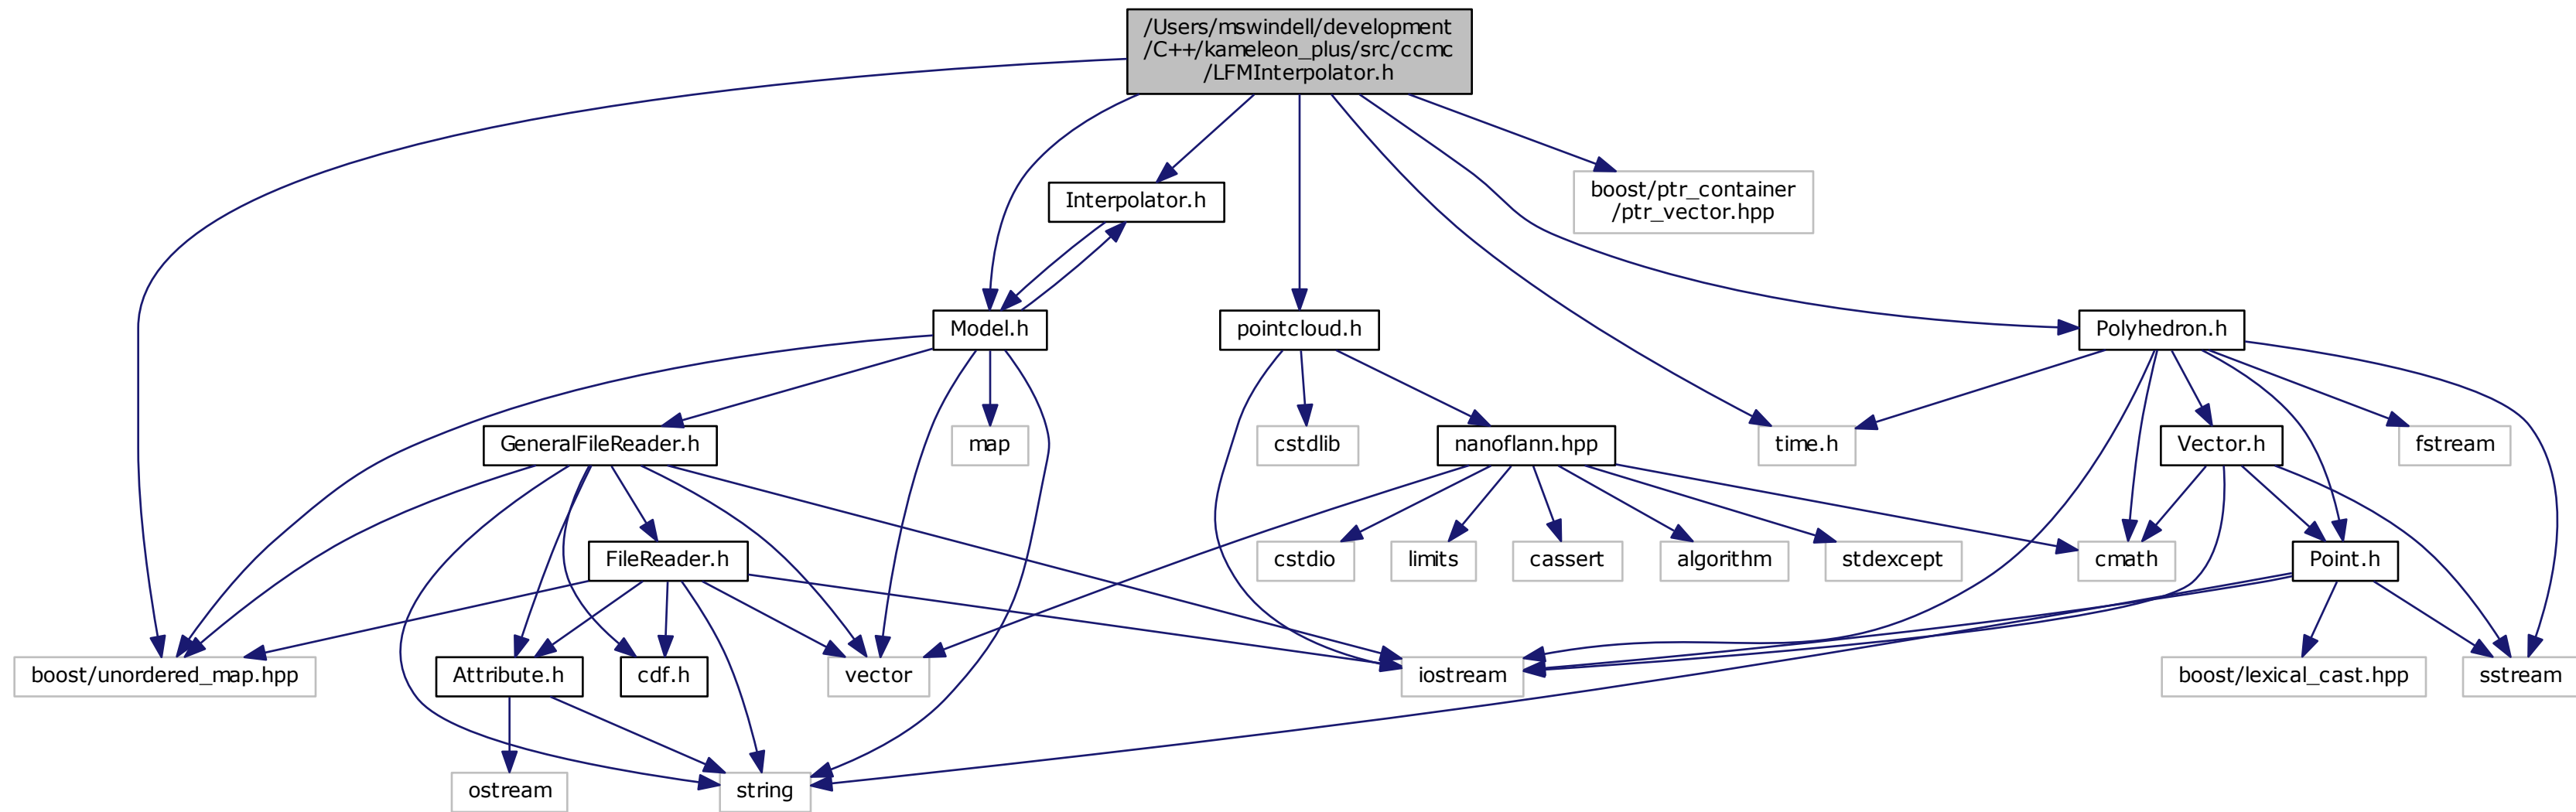 /Users/mswindell/development
/C++/kameleon_plus/src/ccmc
/LFMInterpolator.h
Interpolator.h
boost/ptr_container
/ptr_vector.hpp
Model.h
pointcloud.h
Polyhedron.h
GeneralFileReader.h
map
cstdlib
nanoflann.hpp
time.h
Vector.h
fstream
FileReader.h
cstdio
limits
cassert
algorithm
stdexcept
cmath
Point.h
boost/unordered_map.hpp
Attribute.h
cdf.h
vector
iostream
boost/lexical_cast.hpp
sstream
ostream
string